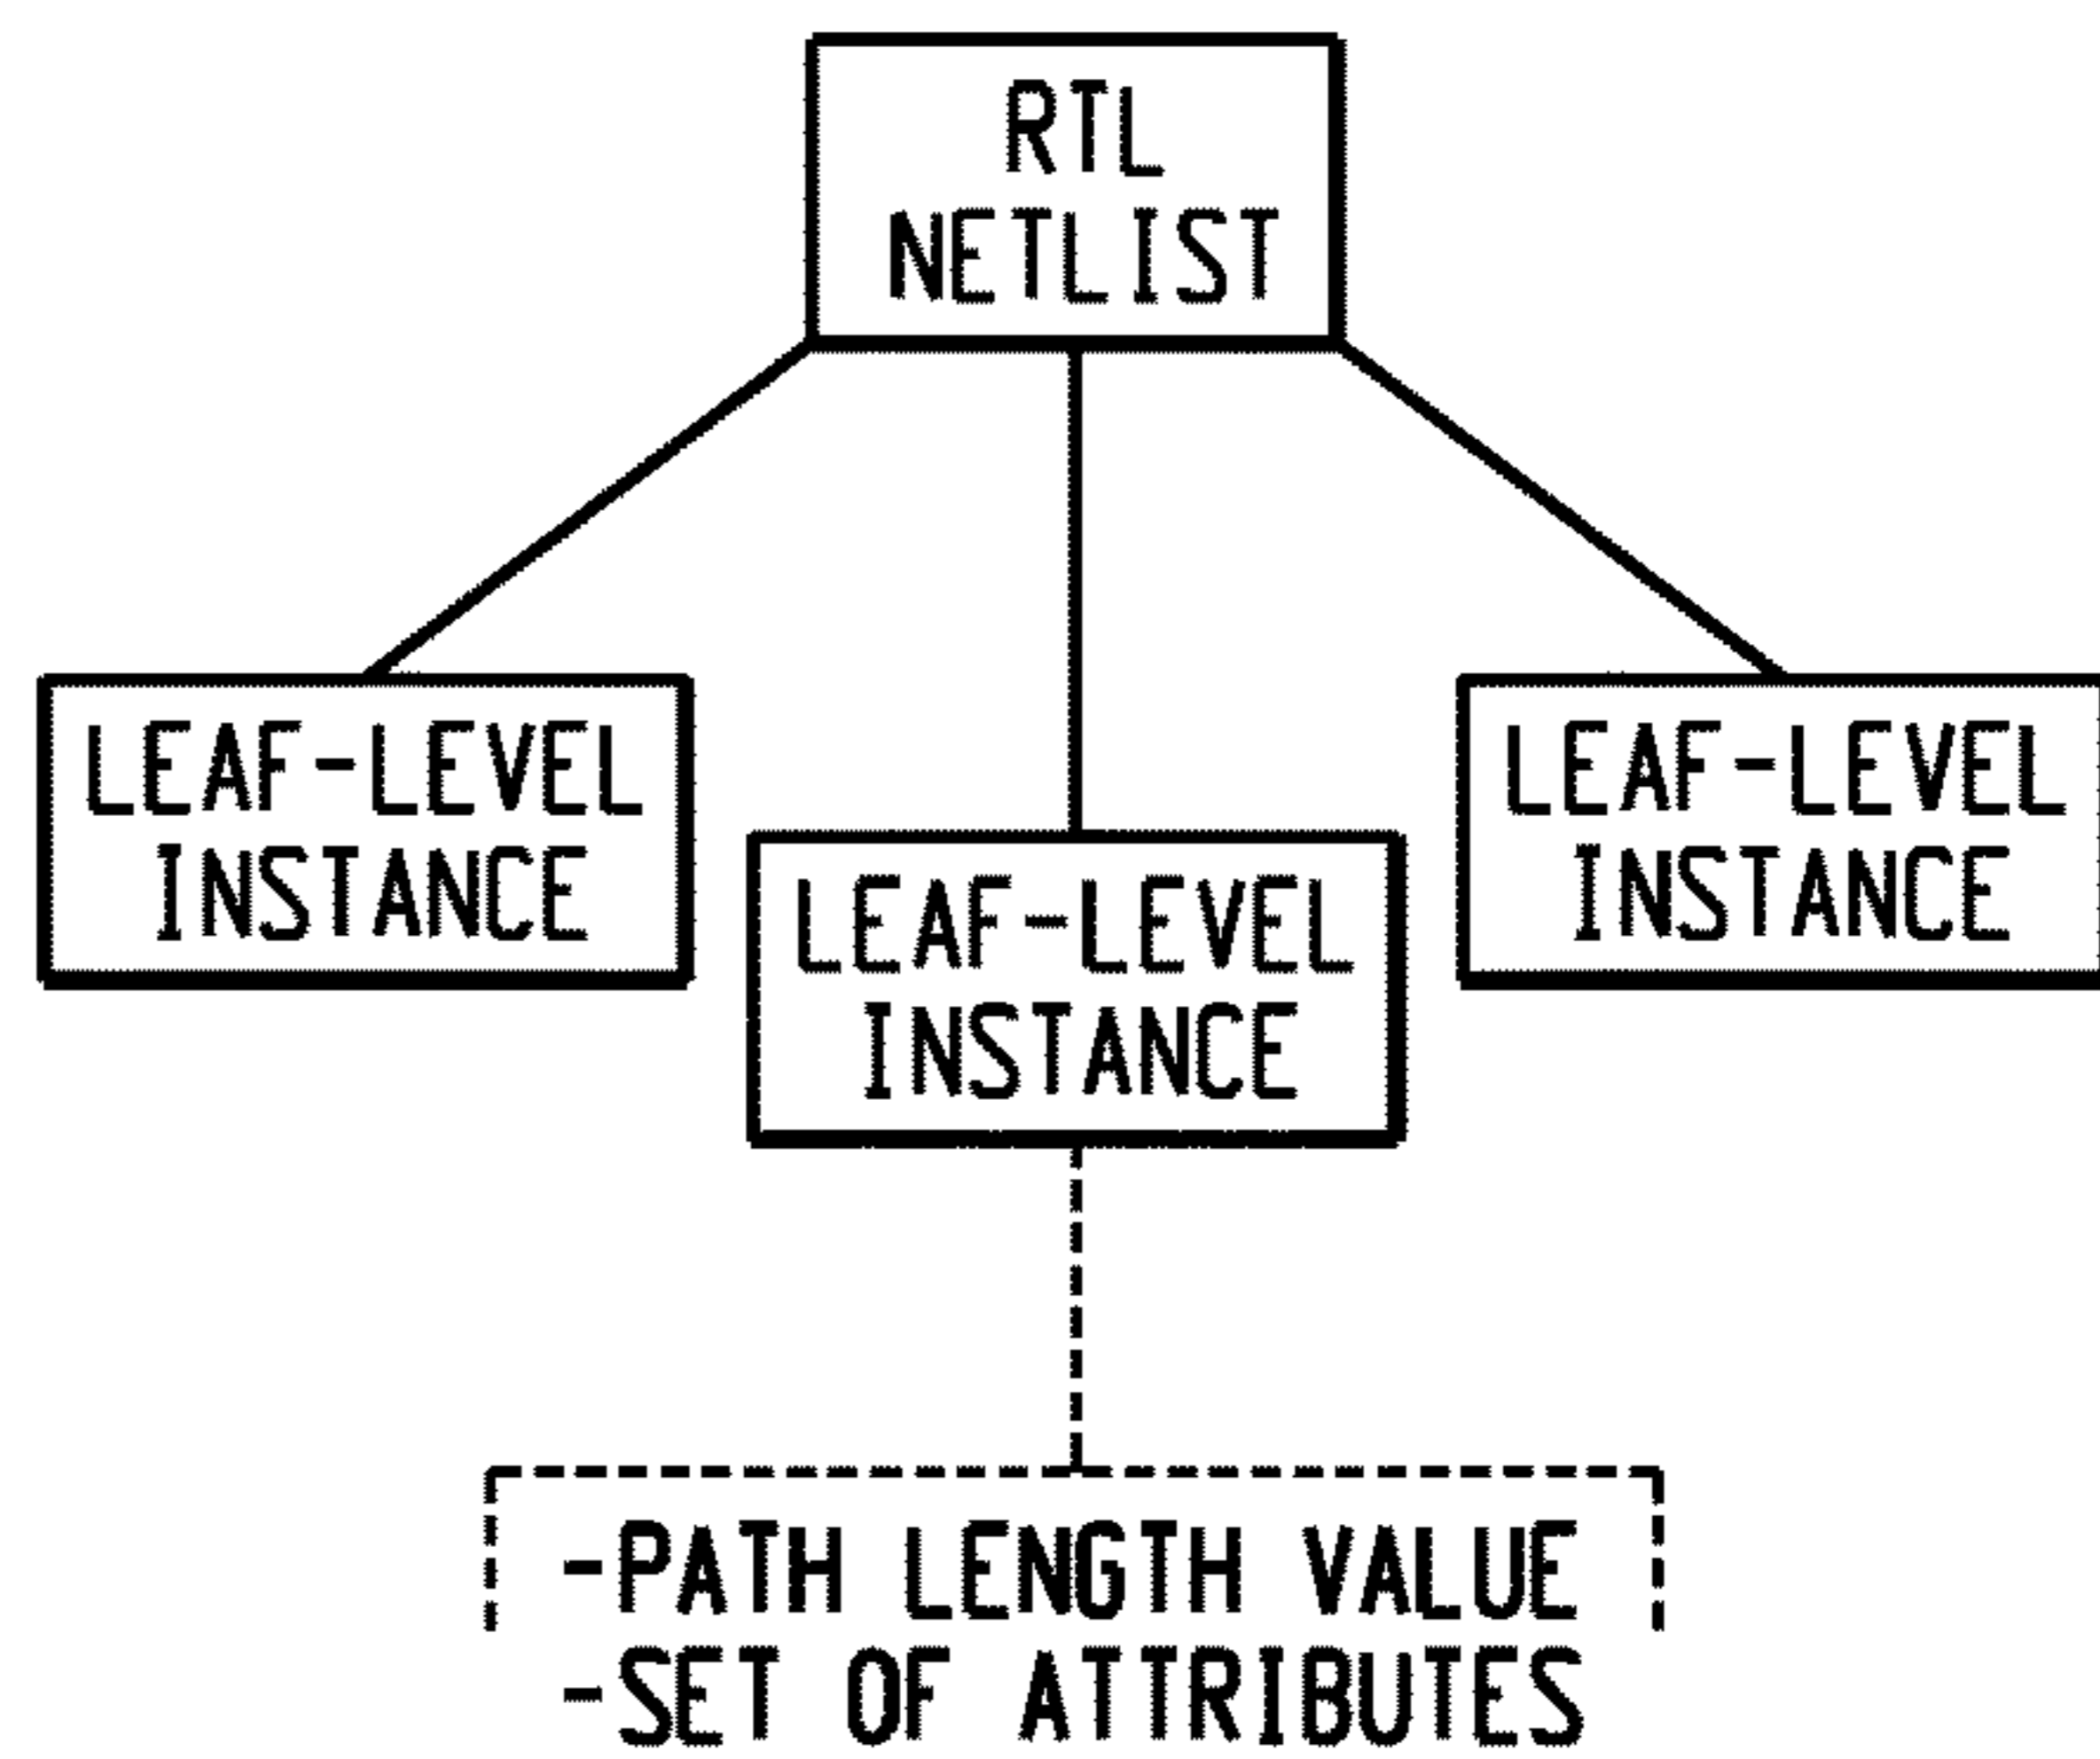 RTL
NETLIST
LEAF-LEVEL
INSTANCE
LEAF-LEVEL
INSTANCE
LEAF-LEVEL
INSTANCE
-PATH LENGTH VALUE
-SET OF ATTRIBUTES